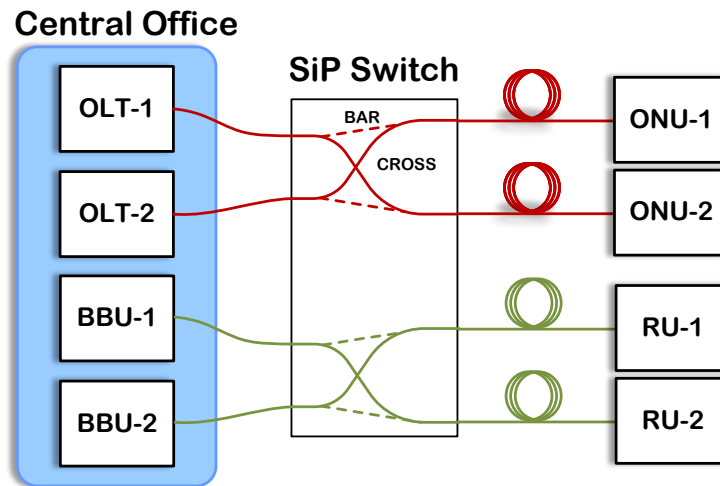 Central Office
SiP Switch
OLT-1
BAR
ONU-1
CROSS
OLT-2
ONU-2
BBU-1
RU-1
BBU-2
RU-2